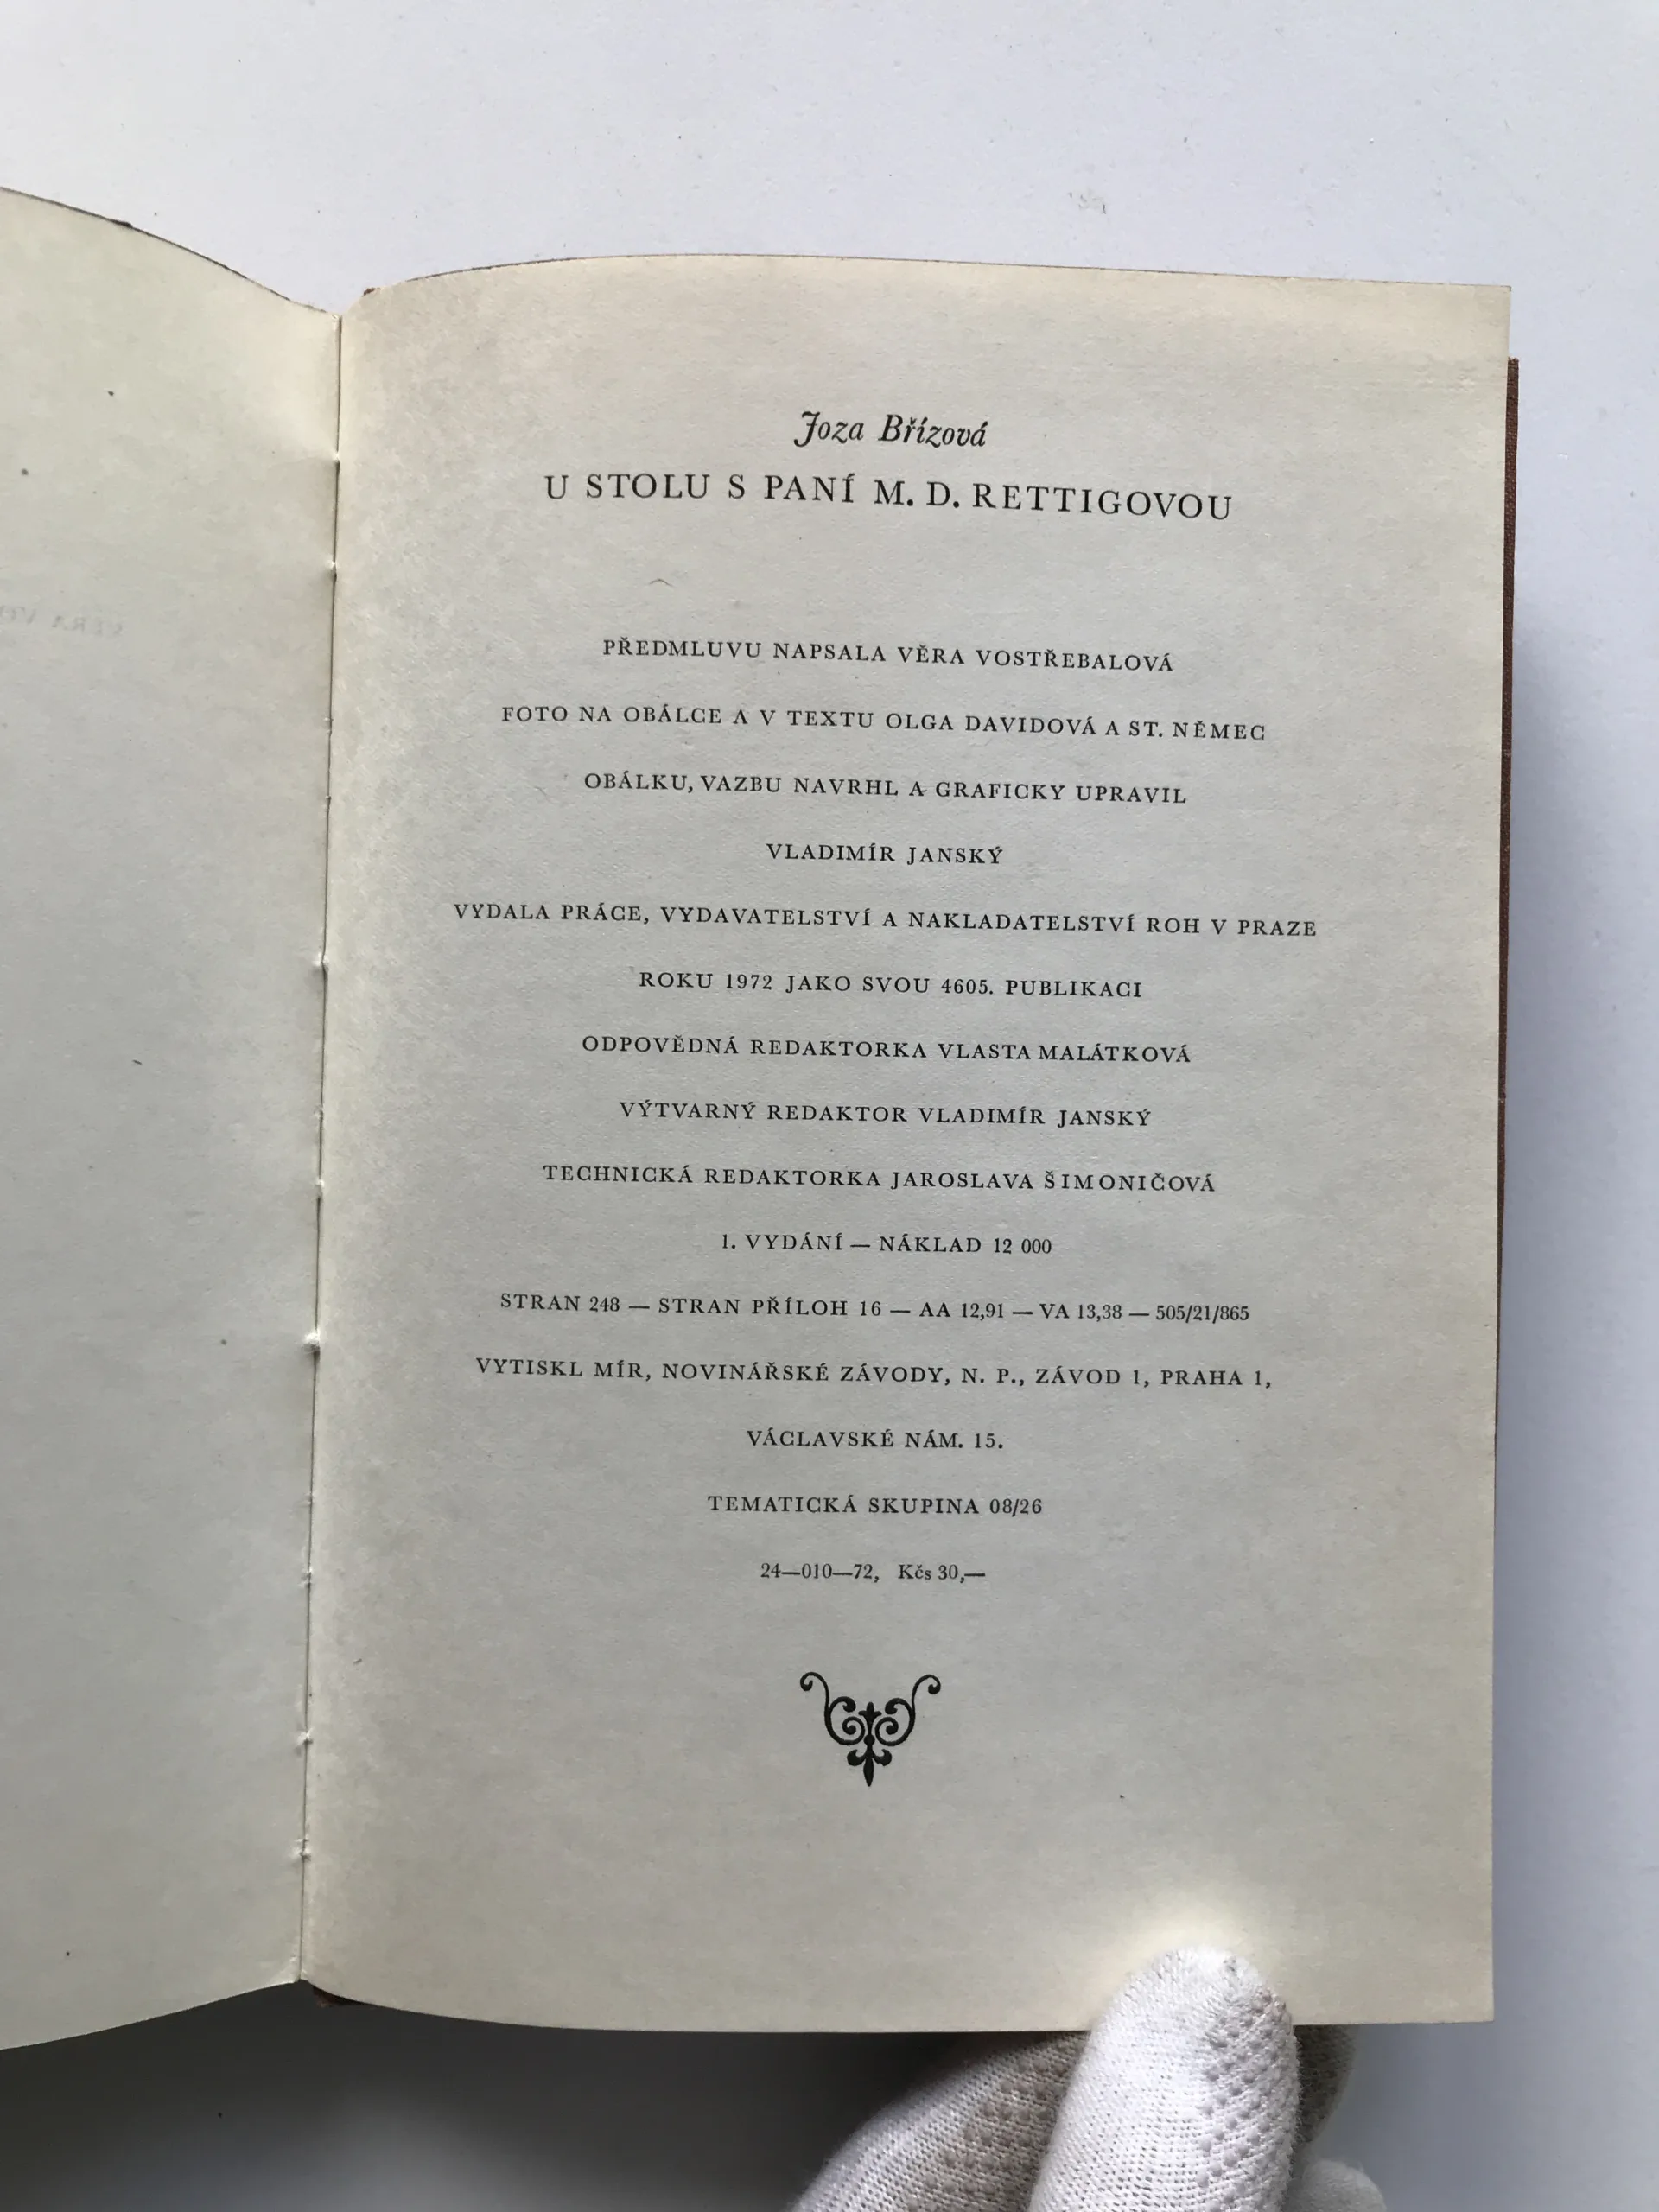 Joza Břízová
U STOLU S PANÍ M. D. RETTIGOVOU
PŘEDMLUVU NAPSALA VĚRA VOSTŘEBALOVÁ
FOTO NA OBÁLCE A V TEXTU OLGA DAVIDOVÁ A ST. NĚMEC
OBÁLKU, VAZBU NAVRHL A GRAFICKY UPRAVIL
VLADIMÍR JANSKÝ
VYDALA PRÁCE, VYDAVATELSTVÍ A NAKLADATELSTVÍ ROH V PRAZE
ROKU 1972 JAKO SVOU 4605. PUBLIKACI
ODPOVĚDNÁ REDAKTORKA VLASTA MALÁTKOVÁ
VÝTVARNÝ REDAKTOR VLADIMÍR JANSKÝ
TECHNICKÁ REDAKTORKA JAROSLAVA ŠIMONIČOVÁ
1. VYDÁNÍ — NÁKLAD 12 000
STRAN 248 — STRAN PŘÍLOH 16 — AA 12,91 — VA 13,38 — 505/21/865
VYTISKL MÍR, NOVINÁŘSKÉ ZÁVODY, N. P., ZÁVOD 1, PRAHA 1,
VÁCLAVSKÉ NÁM. 15.
TEMATICKÁ SKUPINA 08/26
24—010—72, Kčs 30,—